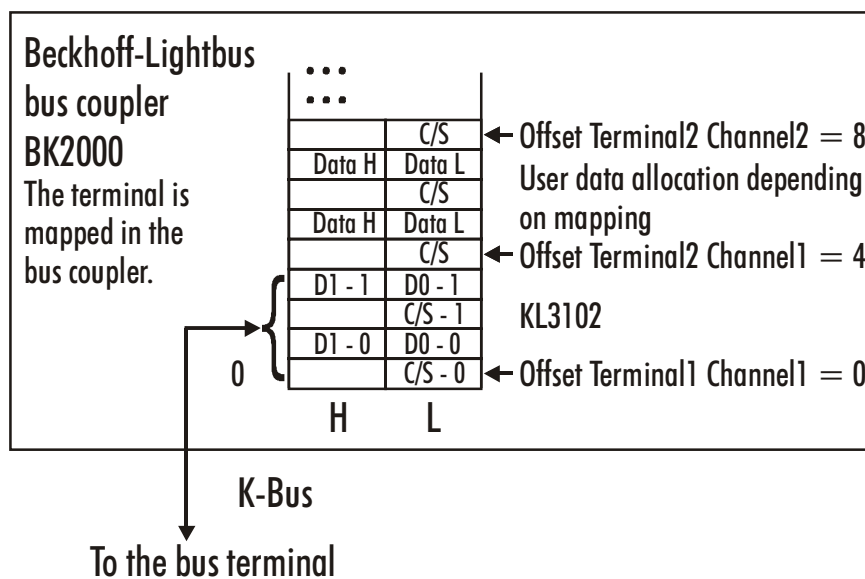 Beckhoff-Lightbus
bus coupler
BK2000
The terminal is
mapped in the
bus coupler.
•••
•••
C/S
Data H Data L
C/S
Data H Data L
C/S
D1 - 1 D0 - 1
C/S - 1
D1 - 0 D0 - 0
0 C/S - 0
H L
Offset Terminal2 Channel2 = 8
User data allocation depending
on mapping
Offset Terminal2 Channel1 = 4
KL3102
Offset Terminal1 Channel1 = 0
K-Bus
To the bus terminal